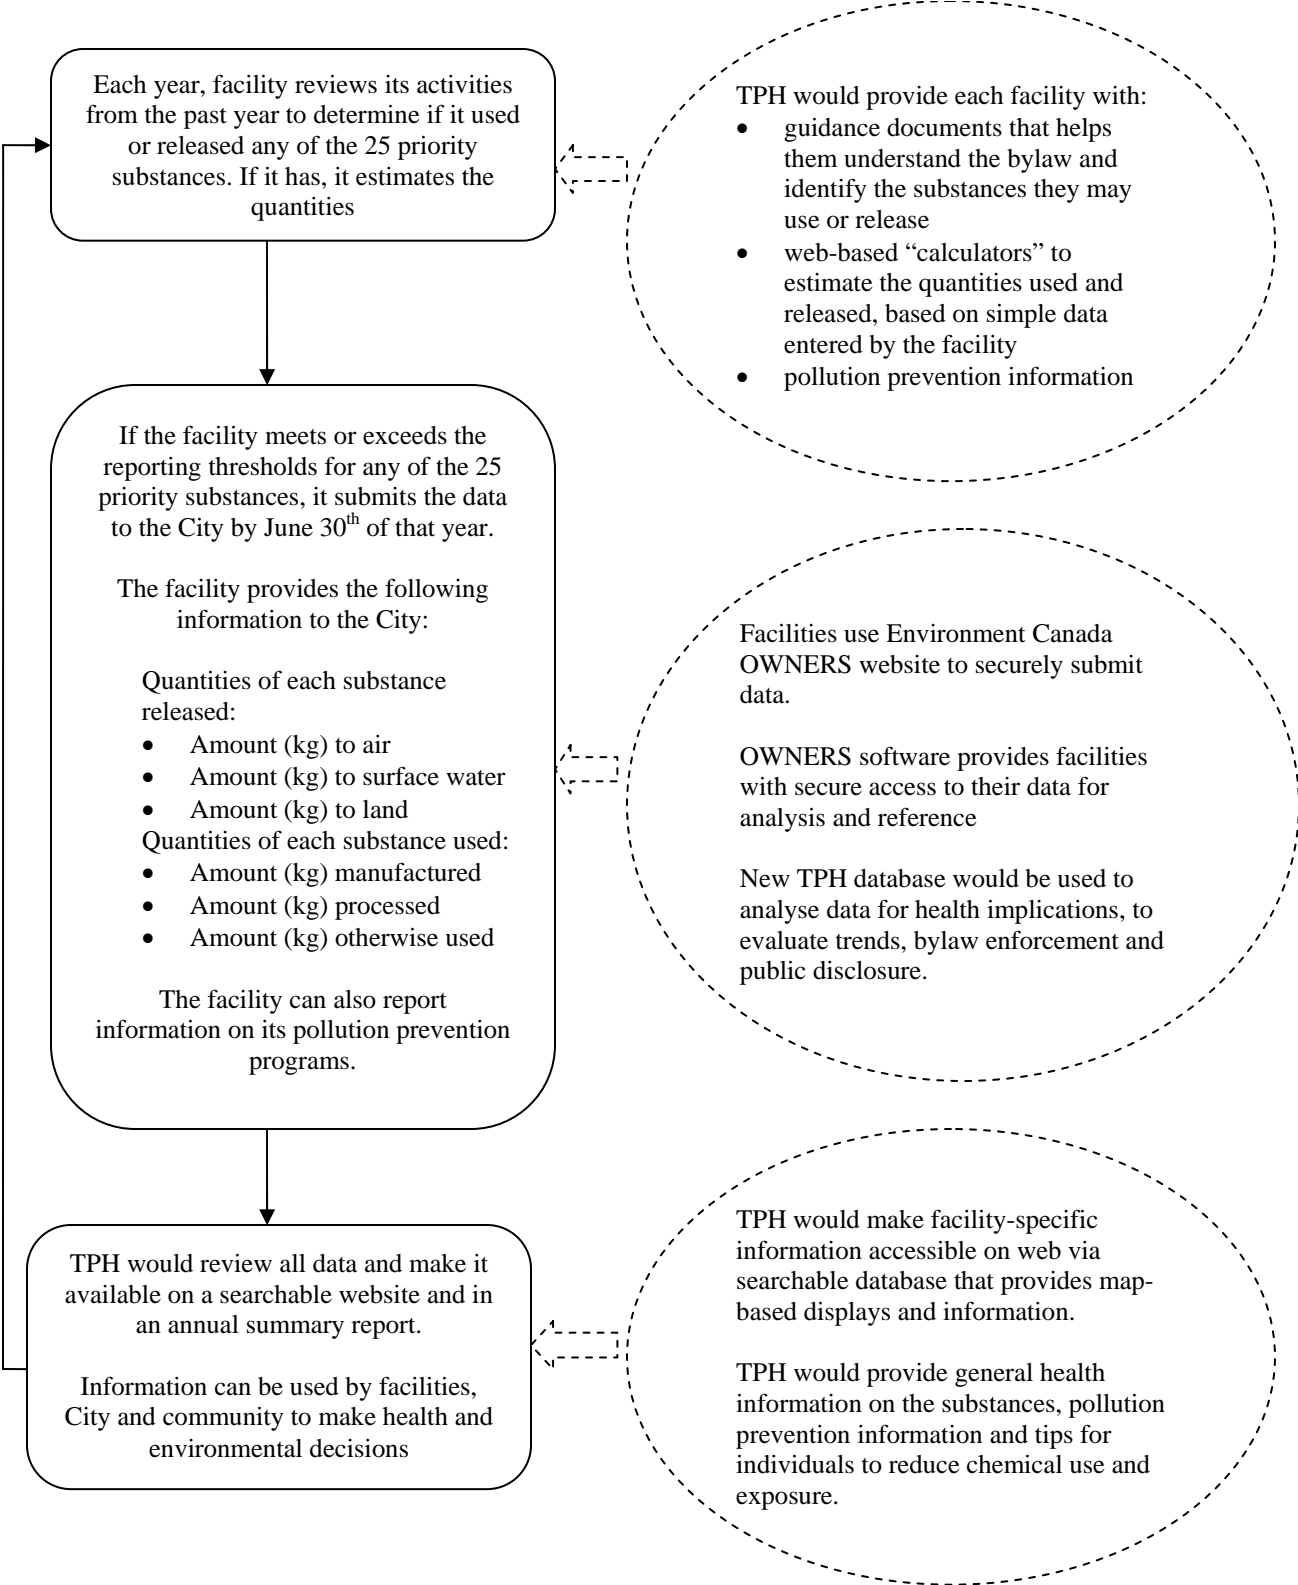 Each year, facility reviews its activities
from the past year to determine if it used
or released any of the 25 priority
substances. If it has, it estimates the
quantities
TPH would provide each facility with:
• guidance documents that helps
them understand the bylaw and
identify the substances they may
use or release
• web-based “calculators” to
estimate the quantities used and
released, based on simple data
entered by the facility
• pollution prevention information
If the facility meets or exceeds the
reporting thresholds for any of the 25
priority substances, it submits the data
to the City by June 30th of that year.
The facility provides the following
information to the City:
Quantities of each substance
released:
• Amount (kg) to air
• Amount (kg) to surface water
• Amount (kg) to land
Quantities of each substance used:
• Amount (kg) manufactured
• Amount (kg) processed
• Amount (kg) otherwise used
The facility can also report
information on its pollution prevention
programs.
Facilities use Environment Canada
OWNERS website to securely submit
data.
OWNERS software provides facilities
with secure access to their data for
analysis and reference
New TPH database would be used to
analyse data for health implications, to
evaluate trends, bylaw enforcement and
public disclosure.
TPH would review all data and make it
available on a searchable website and in
an annual summary report.
Information can be used by facilities,
City and community to make health and
environmental decisions
TPH would make facility-specific
information accessible on web via
searchable database that provides map-
based displays and information.
TPH would provide general health
information on the substances, pollution
prevention information and tips for
individuals to reduce chemical use and
exposure.